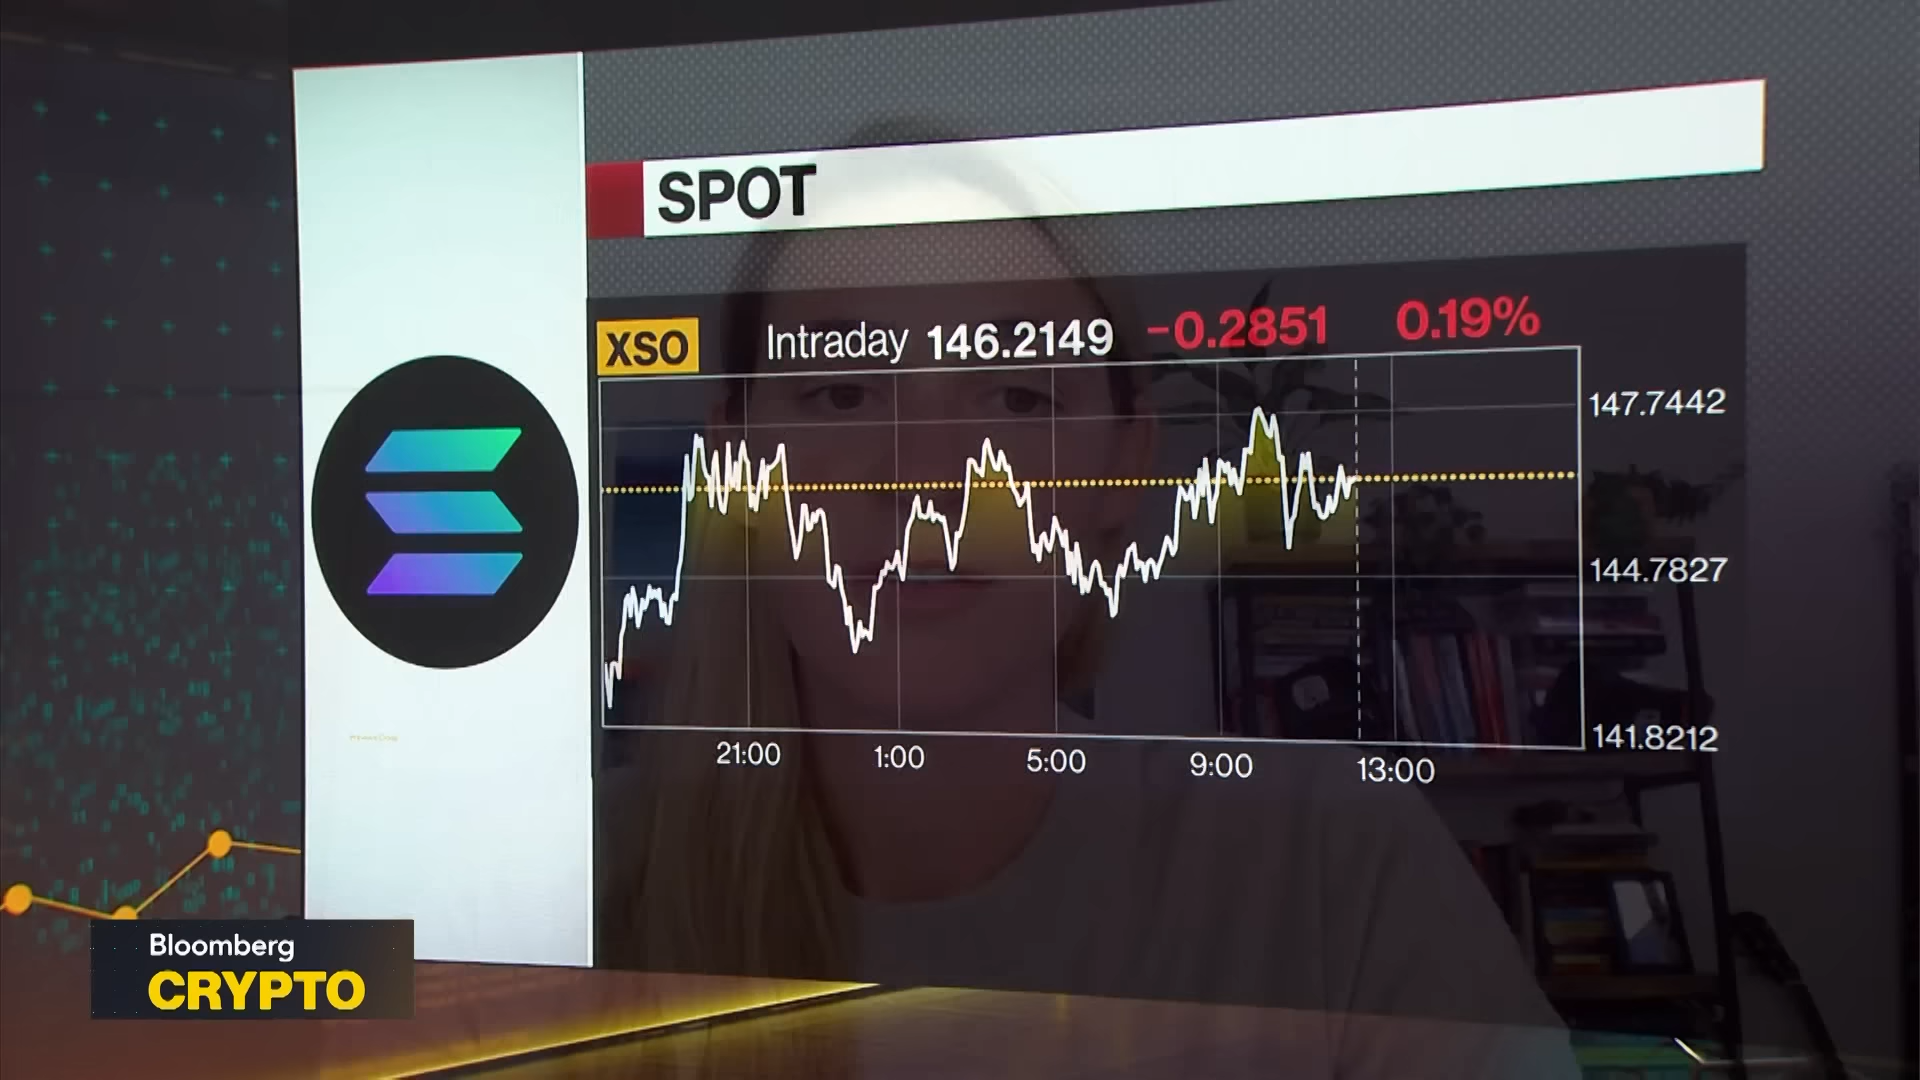 SPOT
XSO Intraday 146.2149 -0.2851 0.19%
147.7442
144.7827
141.8212
21:00 1:00 5:00 9:00 13:00
Bloomberg
CRYPTO